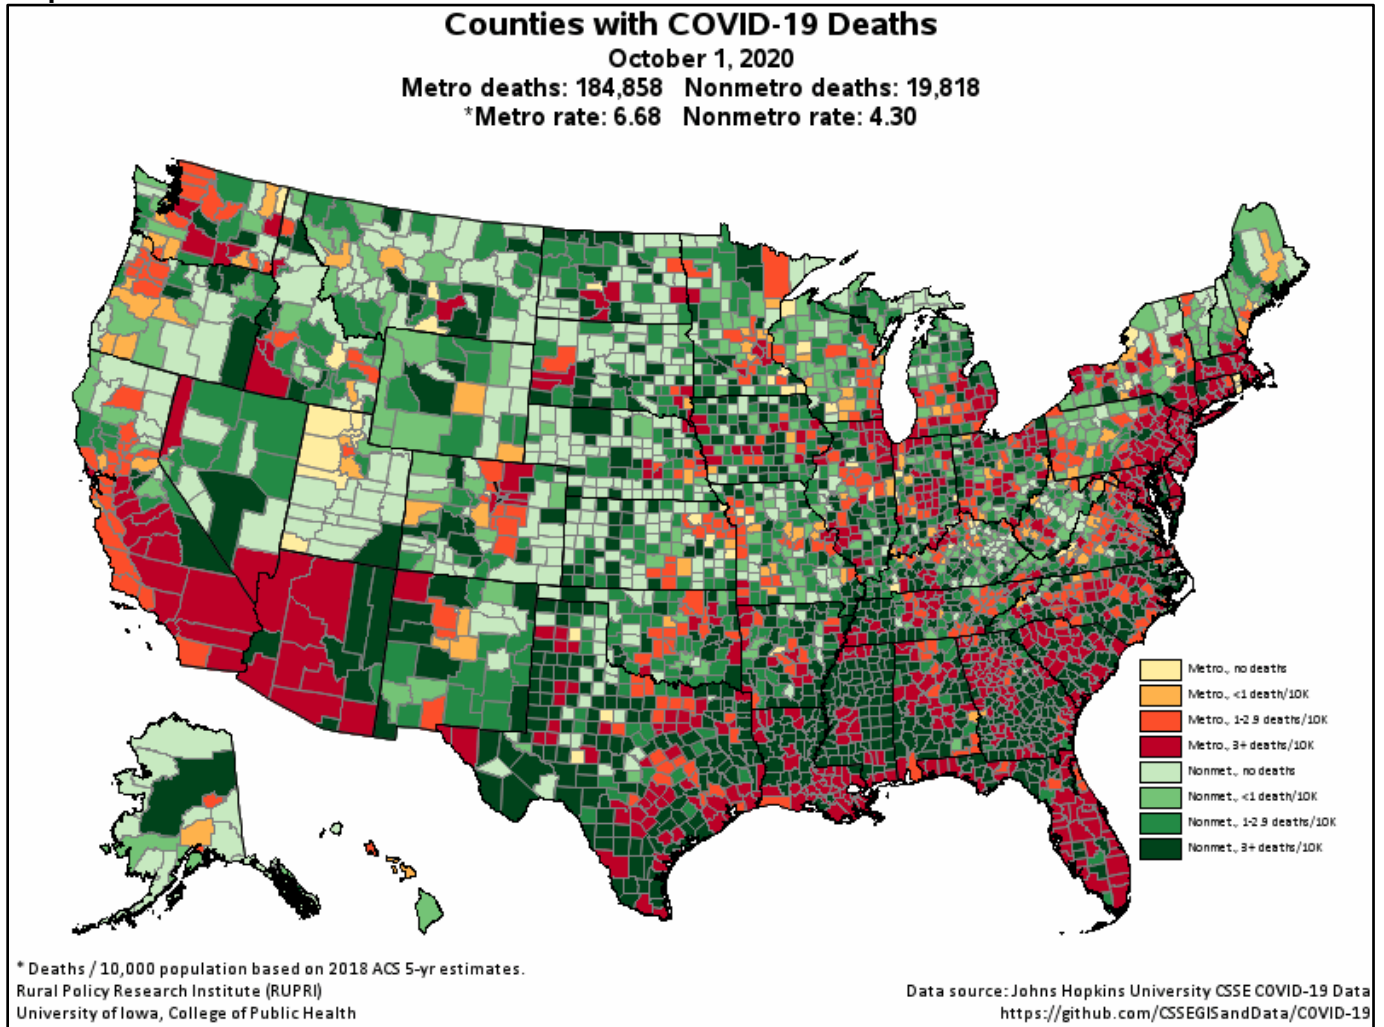 Counties with COVID-19 Deaths
October 1, 2020
Metro deaths: 184,858 Nonmetro deaths: 19,818
*Metro rate: 6.68 Nonmetro rate: 4.30
Metro., no deaths
Metro., <1 death/10K
Metro., 1-2.9 deaths/10K
Metro., 3+ deaths/10K
Nonmet., no deaths
Nonmet., <1 death/10K
Nonmet., 1-2.9 deaths/10K
Nonmet., 3+ deaths/10K
* Deaths / 10,000 population based on 2018 ACS 5-yr estimates.
Rural Policy Research Institute (RUPRI)
University of Iowa, College of Public Health
Data source: Johns Hopkins University CSSE COVID-19 Data
https://github.com/CSSEGISandData/COVID-19